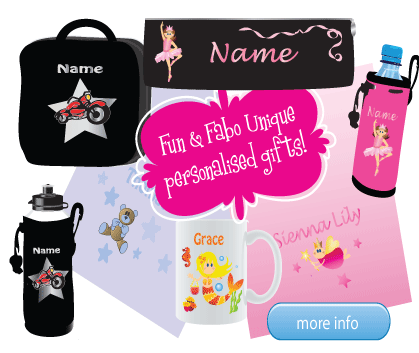 Name
Name
Fun & Fabo Unique
personalised gifts!
Name
Name
Grace
Sienna Lily
more info